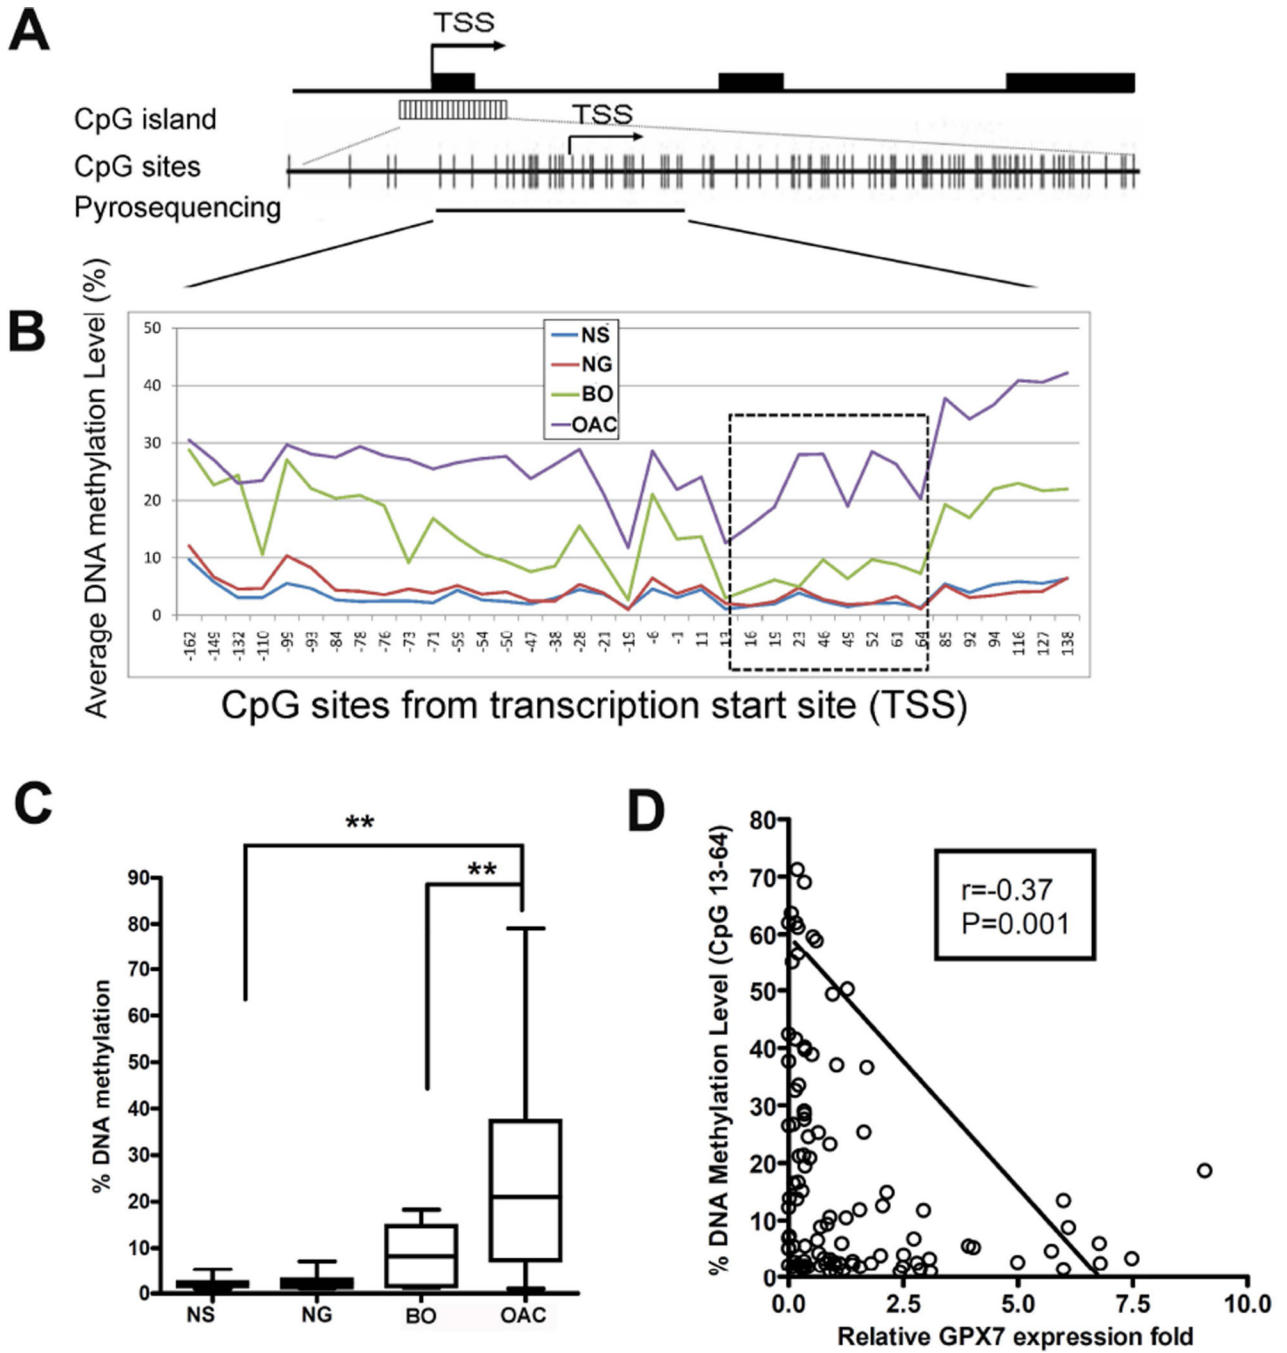 A
TSS
CpG island
TSS
CpG sites
Pyrosequencing
B
Average DNA methylation Level (%)
50
40
30
20
10
0
NS
NG
BO
OAC
-162 -145 -132 -110 -95 -93 -84 -78 -76 -73 -71 -55 -54 -50 -47 -38 -28 -21 -15 -6 -1 11 13 16 19 23 46 49 52 61 64 85 92 94 116 127 138
CpG sites from transcription start site (TSS)
C
**
**
% DNA methylation
90
80
70
60
50
40
30
20
10
0
NS NG BO OAC
D
% DNA Methylation Level (CpG 13-64)
80
70
60
50
40
30
20
10
0
r=-0.37
P=0.001
0.0 2.5 5.0 7.5 10.0
Relative GPX7 expression fold